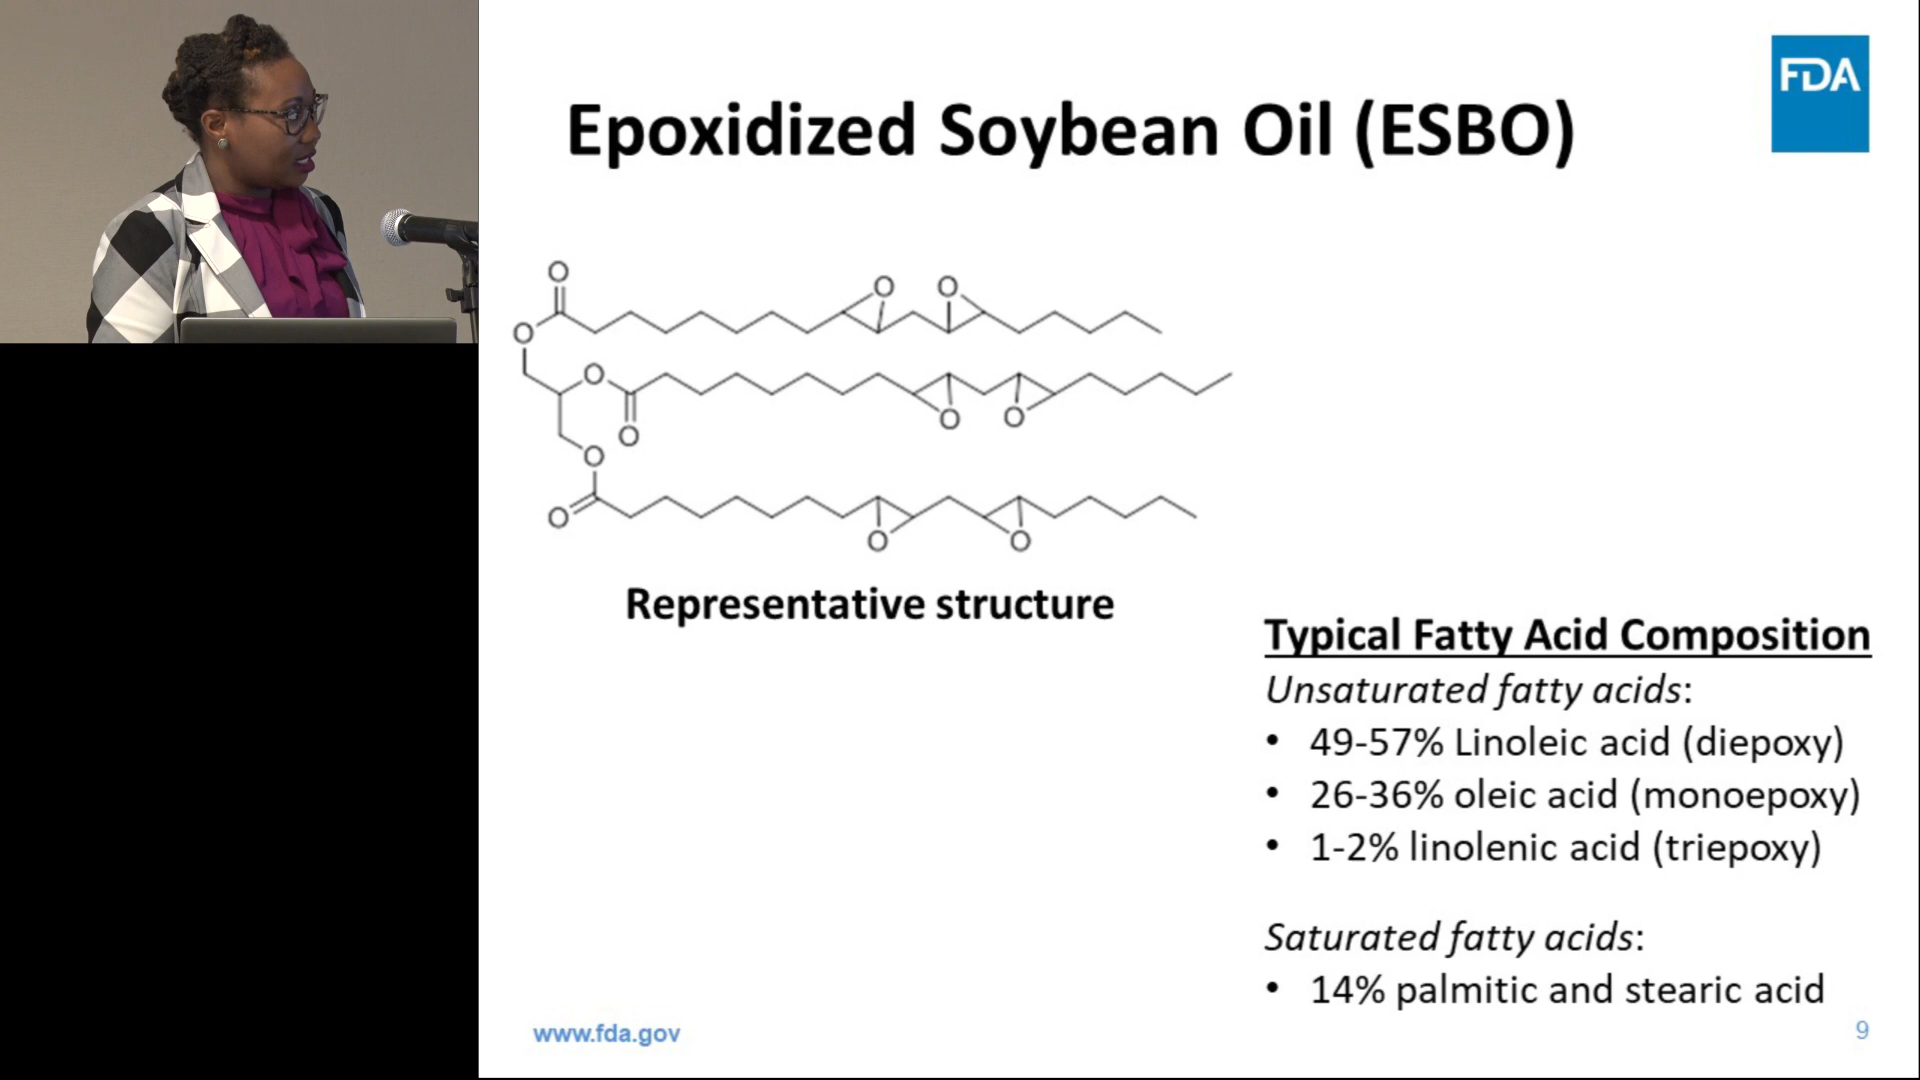 FDA
Epoxidized Soybean Oil (ESBO)
O
O
O
O
O
O
O
O
O
O
O
O
Representative structure
Typical Fatty Acid Composition
Unsaturated fatty acids:
• 49-57% Linoleic acid (diepoxy)
• 26-36% oleic acid (monoepoxy)
• 1-2% linolenic acid (triepoxy)
Saturated fatty acids:
• 14% palmitic and stearic acid
www.fda.gov
9